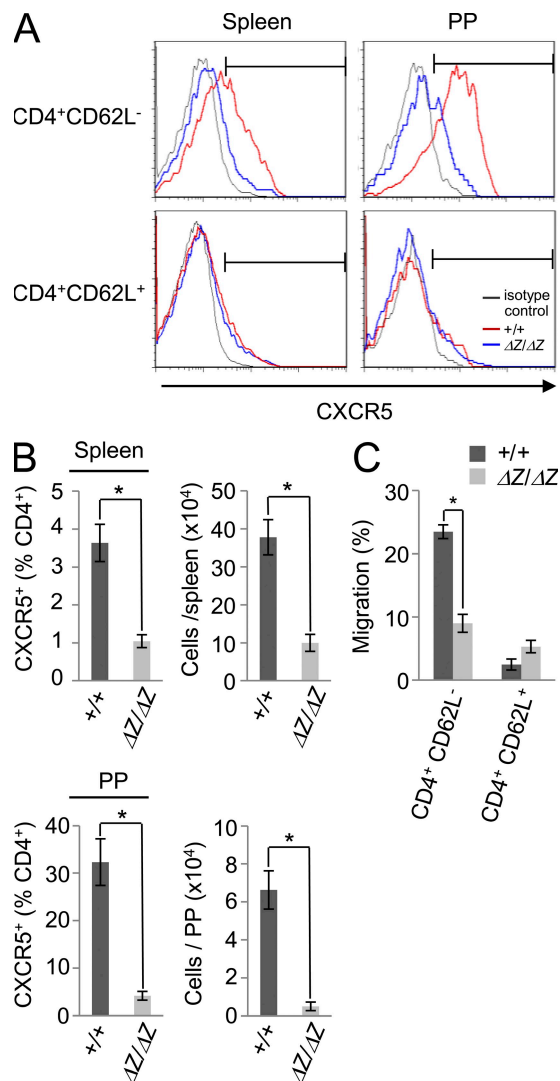 A
Spleen
PP
CD4⁺CD62L⁻
CD4⁺CD62L⁺
isotype
control
+/+
ΔZ/ΔZ
CXCR5
B
Spleen
CXCR5⁺ (% CD4⁺)
5
4
3
2
1
0
+/+
ΔZ/ΔZ
*
Cells /spleen (x10⁴)
50
40
30
20
10
0
+/+
ΔZ/ΔZ
*
PP
CXCR5⁺ (% CD4⁺)
40
30
20
10
0
+/+
ΔZ/ΔZ
*
Cells / PP (x10⁴)
8
6
4
2
0
+/+
ΔZ/ΔZ
*
C
+/+
ΔZ/ΔZ
Migration (%)
30
20
10
0
*
CD4⁺ CD62L⁻
CD4⁺ CD62L⁺